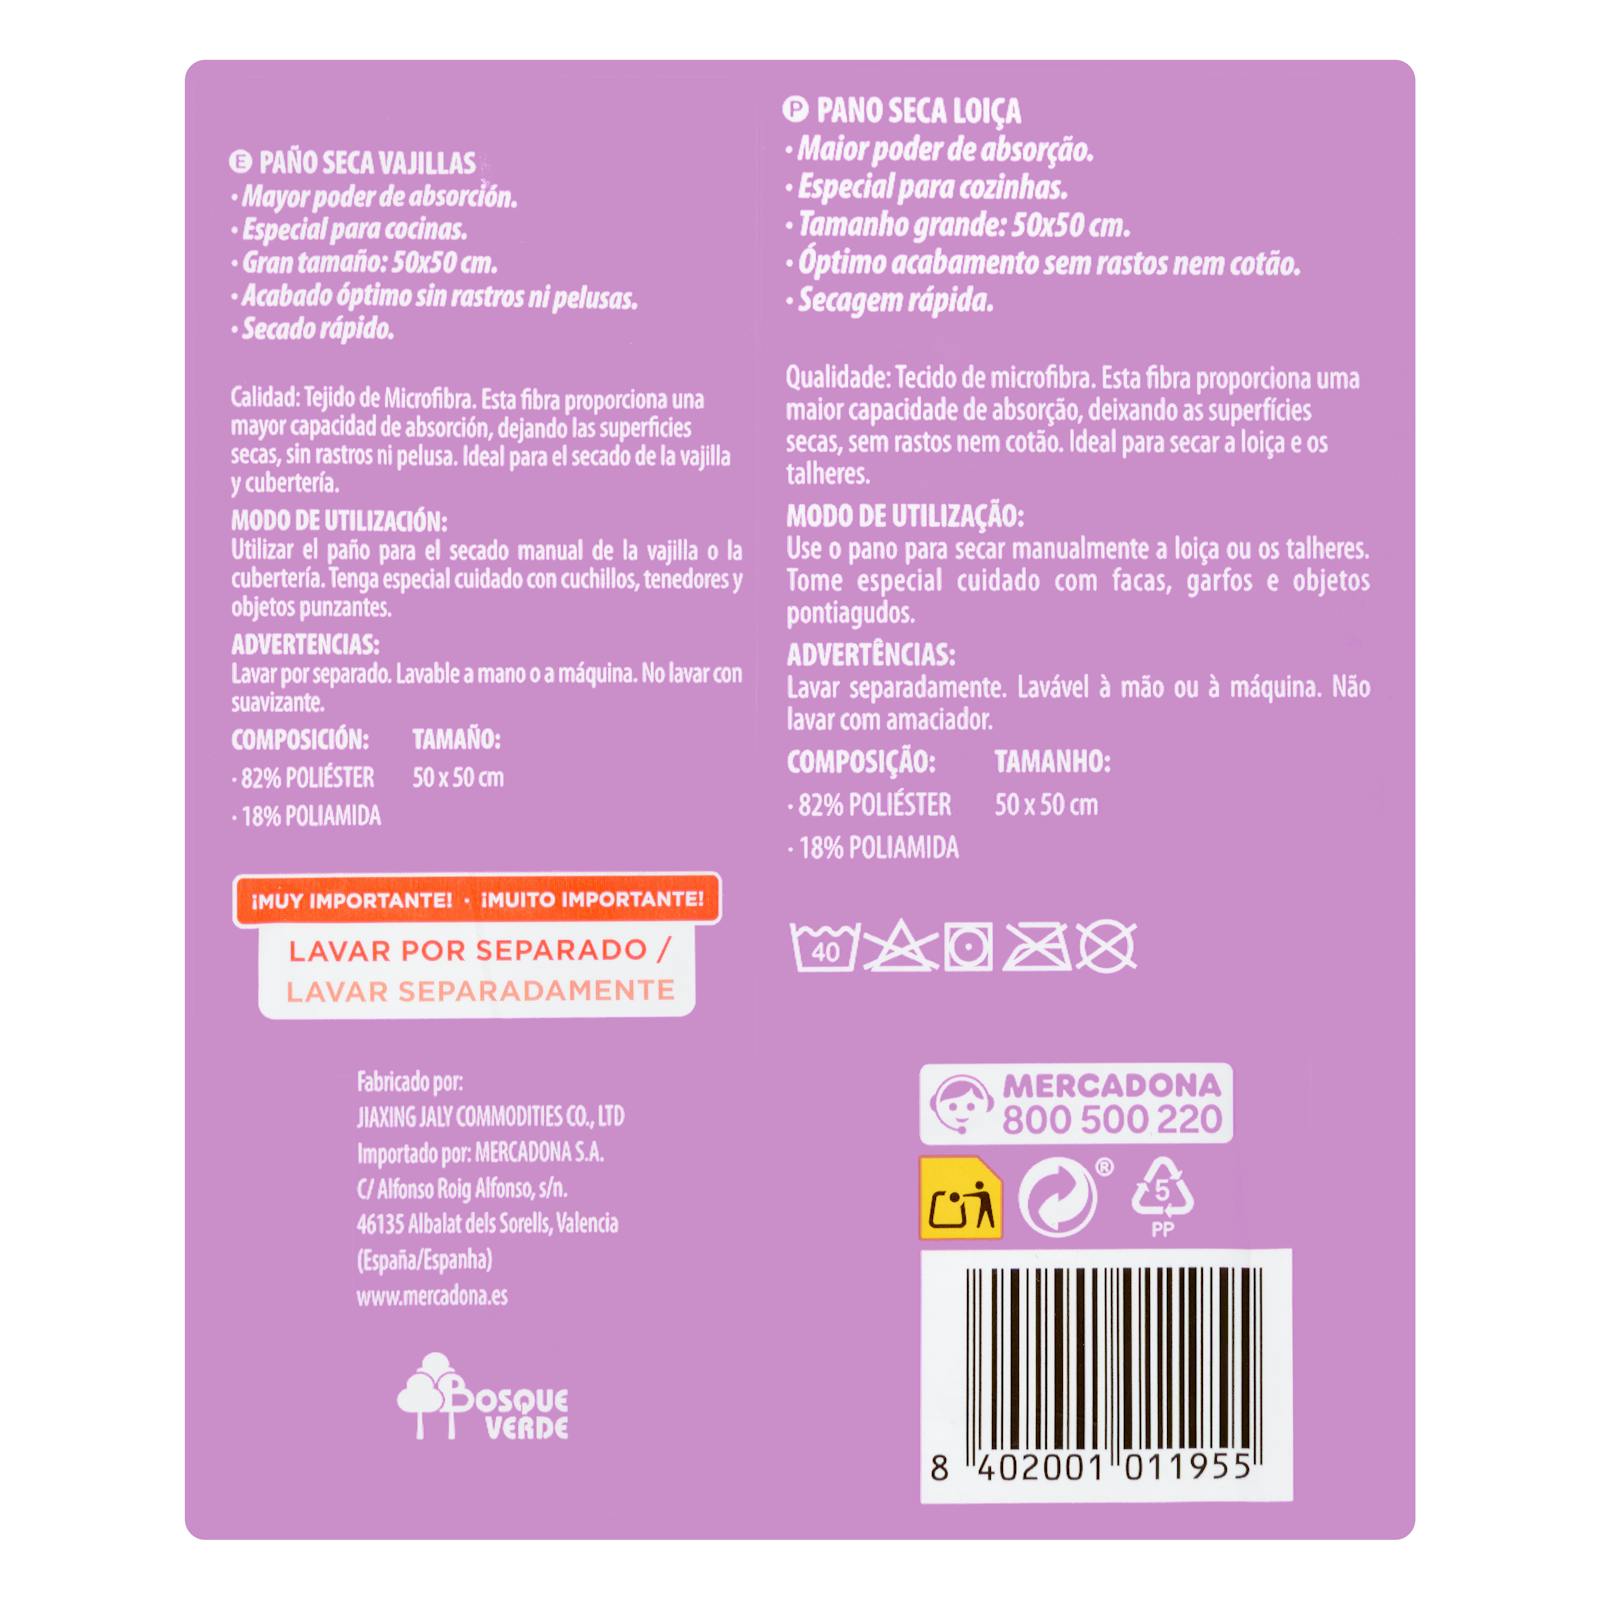 E PAÑO SECA VAJILLAS
· Mayor poder de absorción.
· Especial para cocinas.
· Gran tamaño: 50x50 cm.
· Acabado óptimo sin rastros ni pelusas.
· Secado rápido.
Calidad: Tejido de Microfibra. Esta fibra proporciona una
mayor capacidad de absorción, dejando las superficies
secas, sin rastros ni pelusa. Ideal para el secado de la vajilla
y cubertería.
MODO DE UTILIZACIÓN:
Utilizar el paño para el secado manual de la vajilla o la
cubertería. Tenga especial cuidado con cuchillos, tenedores y
objetos punzantes.
ADVERTENCIAS:
Lavar por separado. Lavable a mano o a máquina. No lavar con
suavizante.
COMPOSICIÓN: TAMAÑO:
· 82% POLIÉSTER 50 x 50 cm
· 18% POLIAMIDA
¡MUY IMPORTANTE! · ¡MUITO IMPORTANTE!
LAVAR POR SEPARADO /
LAVAR SEPARADAMENTE
Fabricado por:
JIAXING JALY COMMODITIES CO., LTD
Importado por: MERCADONA S.A.
C/ Alfonso Roig Alfonso, s/n.
46135 Albalat dels Sorells, Valencia
(España/Espanha)
www.mercadona.es
BOSQUE
VERDE
P PANO SECA LOIÇA
· Maior poder de absorção.
· Especial para cozinhas.
· Tamanho grande: 50x50 cm.
· Óptimo acabamento sem rastos nem cotão.
· Secagem rápida.
Qualidade: Tecido de microfibra. Esta fibra proporciona uma
maior capacidade de absorção, deixando as superfícies
secas, sem rastos nem cotão. Ideal para secar a loiça e os
talheres.
MODO DE UTILIZAÇÃO:
Use o pano para secar manualmente a loiça ou os talheres.
Tome especial cuidado com facas, garfos e objetos
pontiagudos.
ADVERTÊNCIAS:
Lavar separadamente. Lavável à mão ou à máquina. Não
lavar com amaciador.
COMPOSIÇÃO: TAMANHO:
· 82% POLIÉSTER 50 x 50 cm
· 18% POLIAMIDA
40
MERCADONA
800 500 220
®
5
PP
8 402001 011955